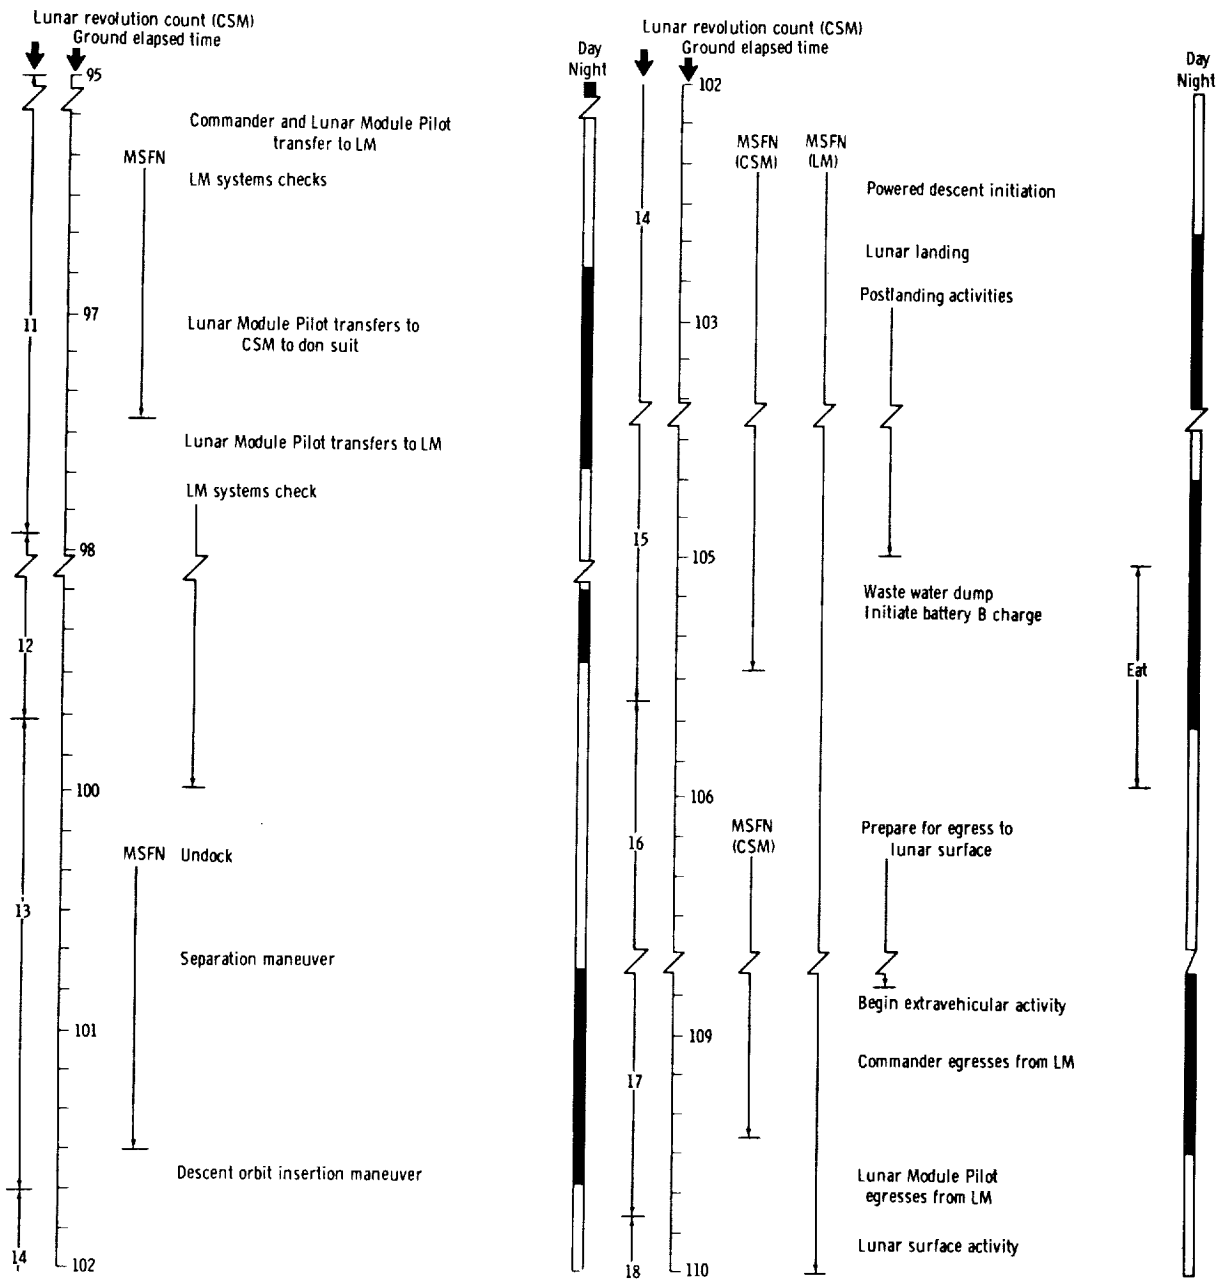 Lunar revolution count (CSM)
Ground elapsed time
Day
Night
95
Commander and Lunar Module Pilot
transfer to LM
MSFN
LM systems checks
11
97
Lunar Module Pilot transfers to
CSM to don suit
Lunar Module Pilot transfers to LM
LM systems check
98
12
100
MSFN
Undock
13
Separation maneuver
101
Descent orbit insertion maneuver
14
102
Lunar revolution count (CSM)
Ground elapsed time
Day
Night
102
MSFN
(CSM)
MSFN
(LM)
Powered descent initiation
14
Lunar landing
Postlanding activities
103
15
105
Waste water dump
Initiate battery B charge
Eat
106
MSFN
(CSM)
Prepare for egress to
lunar surface
16
Begin extravehicular activity
109
Commander egresses from LM
17
Lunar Module Pilot
egresses from LM
Lunar surface activity
18
110